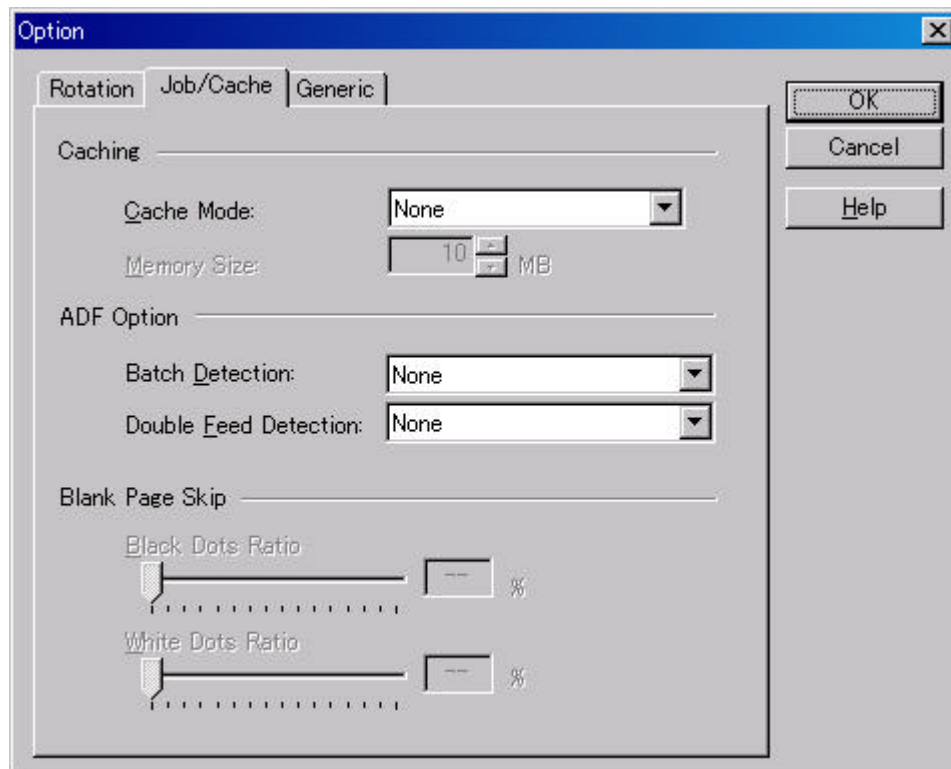 Option
Rotation Job/Cache Generic
OK
Cancel
Help
Caching
Cache Mode: None
Memory Size: 10 MB
ADF Option
Batch Detection: None
Double Feed Detection: None
Blank Page Skip
Black Dots Ratio
-- %
White Dots Ratio
-- %